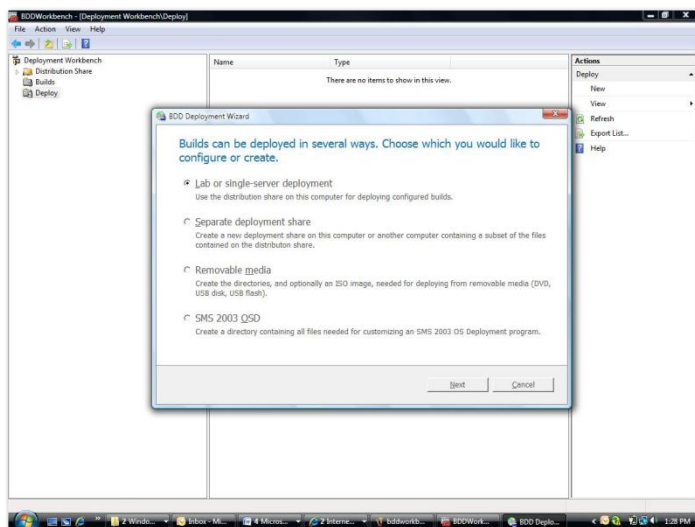 BDDWorkbench - [Deployment Workbench\Deploy]
File Action View Help
Deployment Workbench
Distribution Share
Builds
Deploy
Name Type
There are no items to show in this view.
Actions
Deploy
New
View
Refresh
Export List...
Help
BDD Deployment Wizard
Builds can be deployed in several ways. Choose which you would like to
configure or create.
Lab or single-server deployment
Use the distribution share on this computer for deploying configured builds.
Separate deployment share
Create a new deployment share on this computer or another computer containing a subset of the files
contained on the distributon share.
Removable media
Create the directories, and optionally an ISO image, needed for deploying from removable media (DVD,
USB disk, USB flash).
SMS 2003 OSD
Create a directory containing all files needed for customizing an SMS 2003 OS Deployment program.
Next Cancel
2 Windo... Inbox - Mi... 4 Micros... 2 Interne... bddworkb... BDDWork... BDD Deplo... 1:28 PM